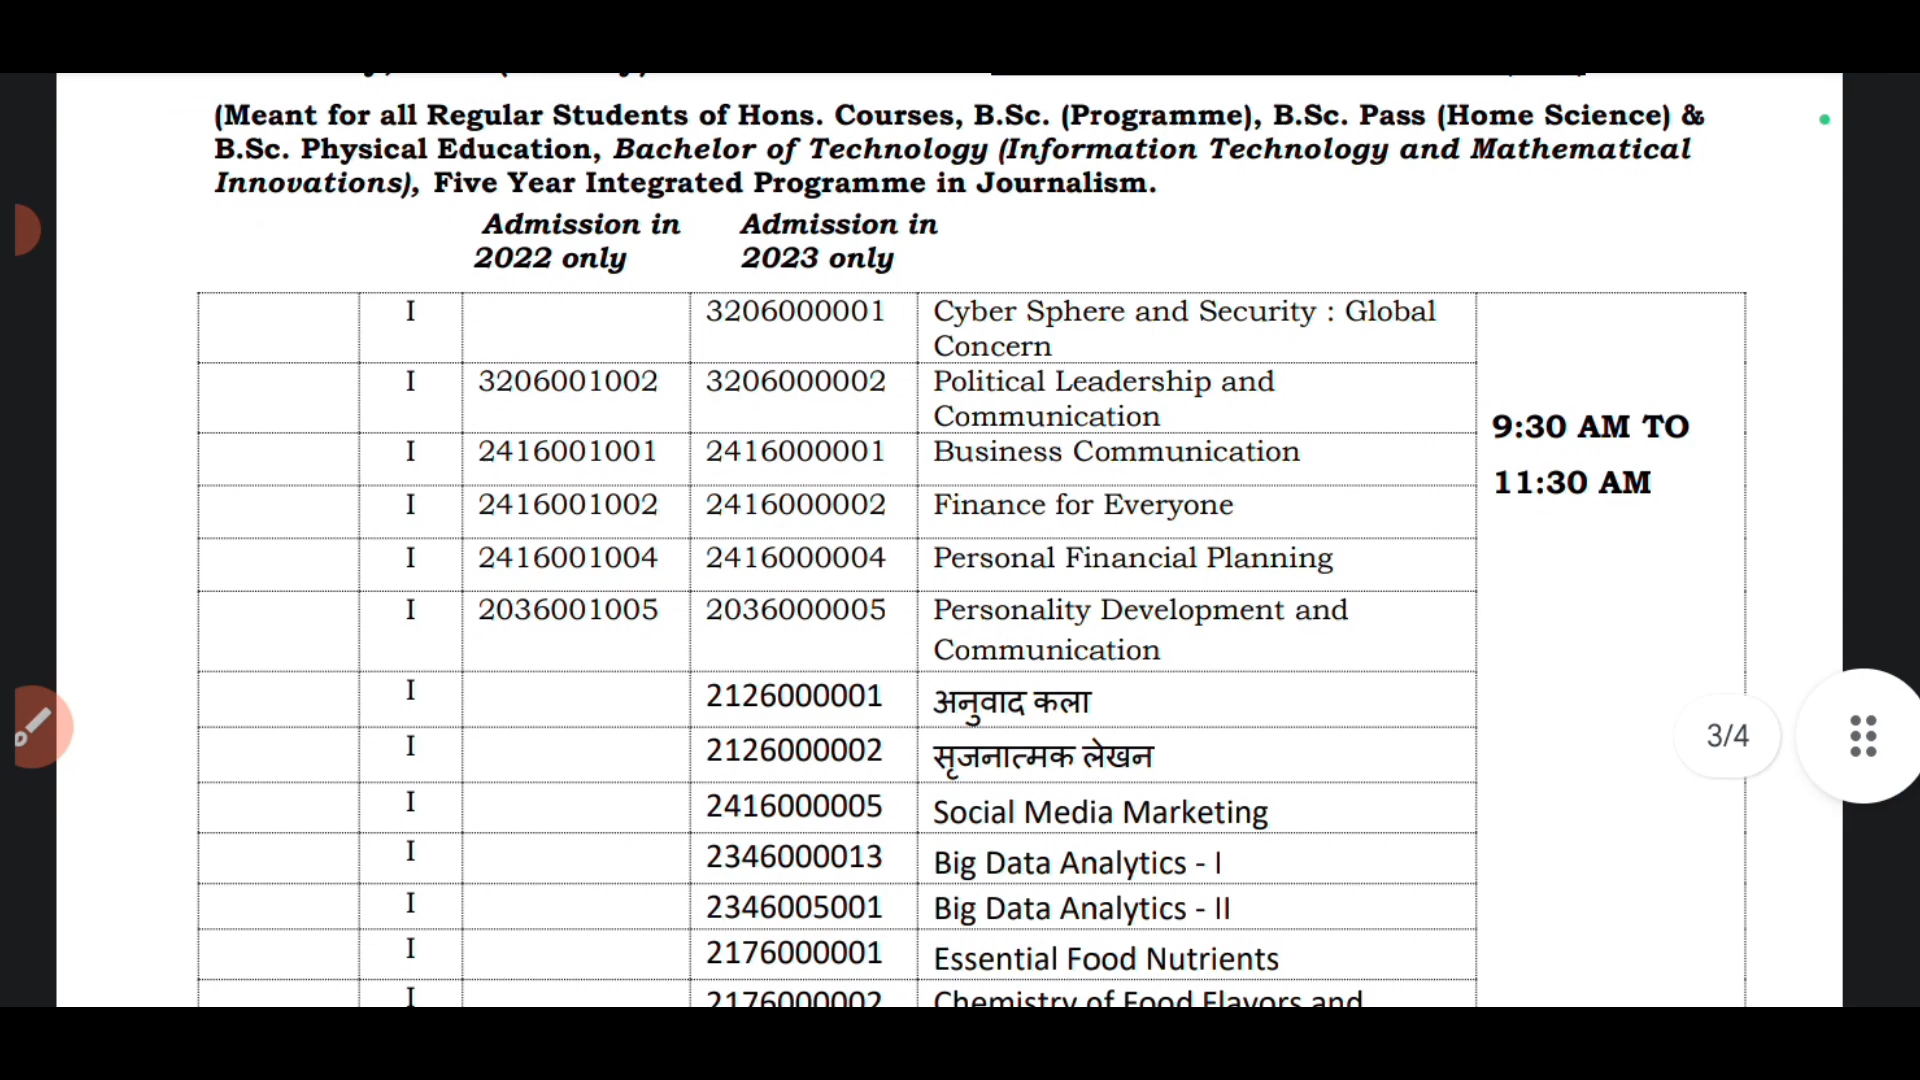 (Meant for all Regular Students of Hons. Courses, B.Sc. (Programme), B.Sc. Pass (Home Science) &
B.Sc. Physical Education, Bachelor of Technology (Information Technology and Mathematical
Innovations), Five Year Integrated Programme in Journalism.
Admission in Admission in
2022 only 2023 only
I 3206000001 Cyber Sphere and Security : Global
Concern
I 3206001002 3206000002 Political Leadership and
Communication
9:30 AM TO
I 2416001001 2416000001 Business Communication
11:30 AM
I 2416001002 2416000002 Finance for Everyone
I 2416001004 2416000004 Personal Financial Planning
I 2036001005 2036000005 Personality Development and
Communication
I 2126000001 अनुवाद कला
I 2126000002 सृजनात्मक लेखन
3/4
I 2416000005 Social Media Marketing
I 2346000013 Big Data Analytics - I
I 2346005001 Big Data Analytics - II
I 2176000001 Essential Food Nutrients
I 2176000002 Chemistry of Food Flavors and